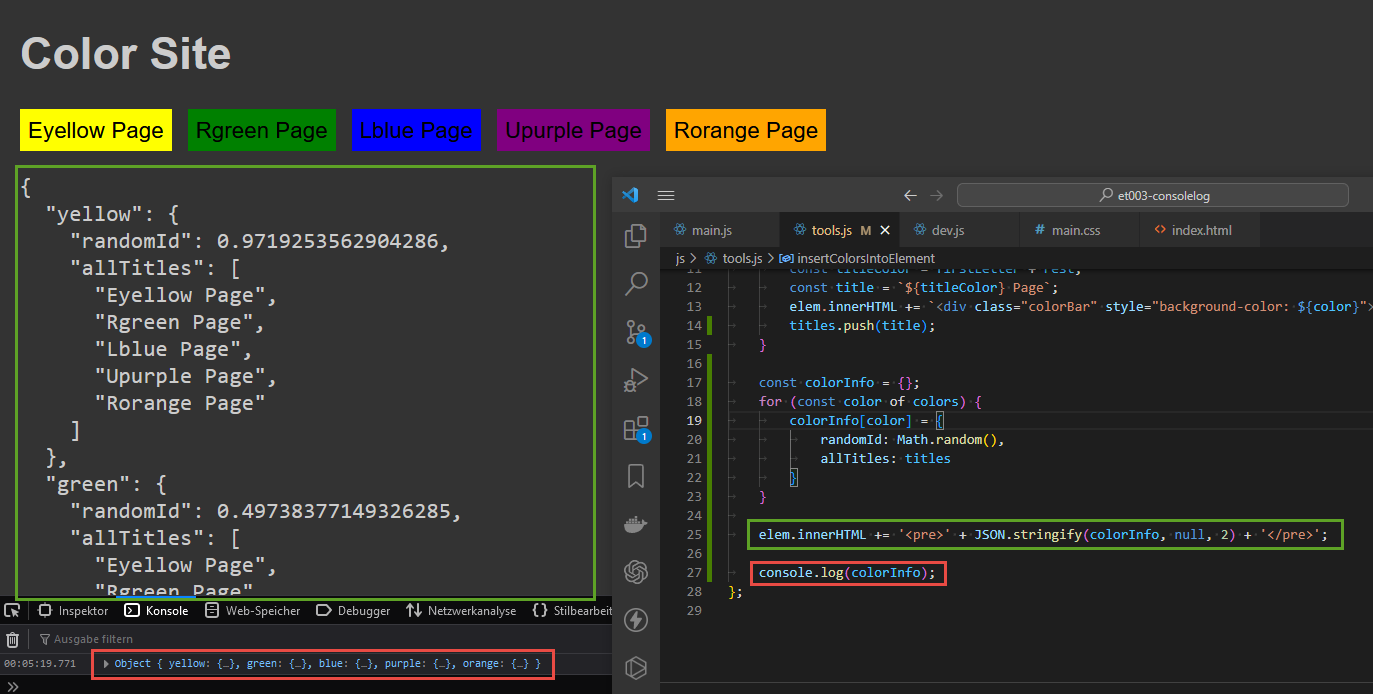 Color Site
Eyellow Page
Rgreen Page
Lblue Page
Upurple Page
Rorange Page
{
  "yellow": {
    "randomId": 0.9719253562904286,
    "allTitles": [
      "Eyellow Page",
      "Rgreen Page",
      "Lblue Page",
      "Upurple Page",
      "Rorange Page"
    ]
  },
  "green": {
    "randomId": 0.49738377149326285,
    "allTitles": [
      "Eyellow Page",
      "Rgreen Page"
Inspektor Konsole Web-Speicher Debugger Netzwerkanalyse Stilbearbeit
Ausgabe filtern
00:05:19.771 Object { yellow: {…}, green: {…}, blue: {…}, purple: {…}, orange: {…} }
et003-consolelog
main.js tools.js M dev.js # main.css <> index.html
js > tools.js > insertColorsIntoElement
11 const titleColor = firstLetter + rest;
12 const title = `${titleColor} Page`;
13 elem.innerHTML += `<div class="colorBar" style="background-color: ${color}">
14 titles.push(title);
15 }
16
17 const colorInfo = {};
18 for (const color of colors) {
19 colorInfo[color] = {
20 randomId: Math.random(),
21 allTitles: titles
22 }
23 }
24
25 elem.innerHTML += '<pre>' + JSON.stringify(colorInfo, null, 2) + '</pre>';
26
27 console.log(colorInfo);
28 };
29
1
1